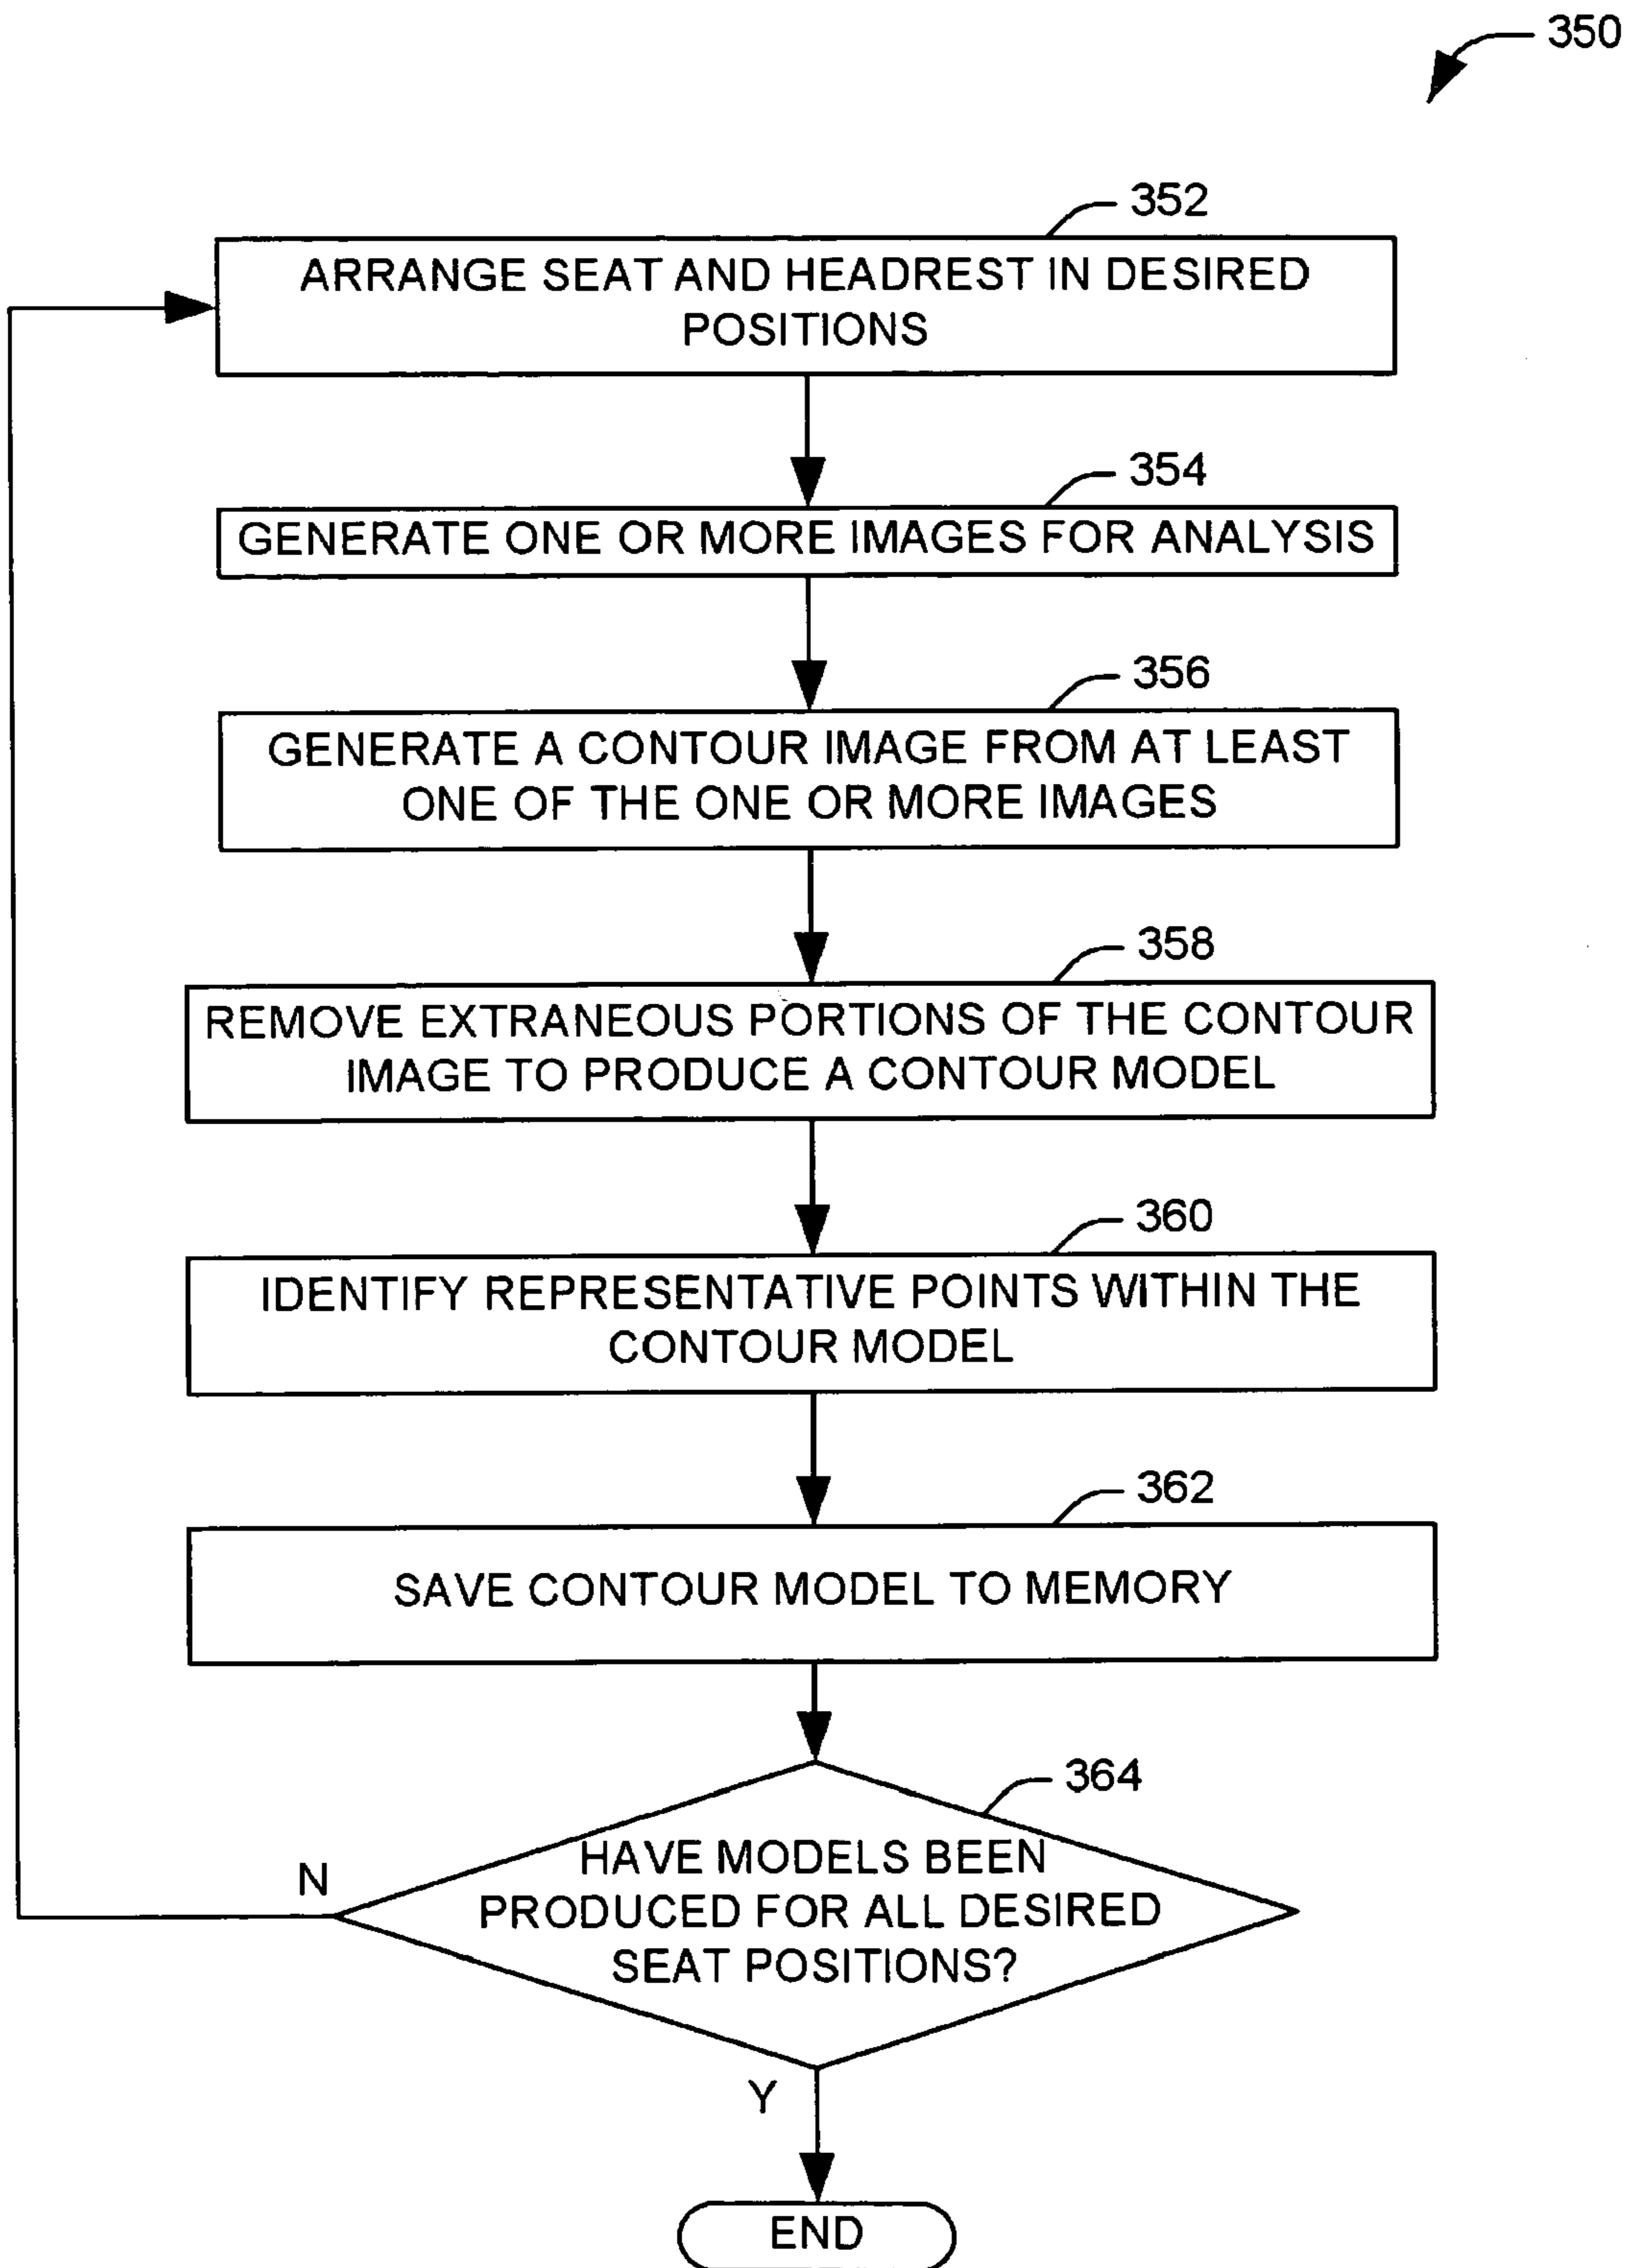 350
352
ARRANGE SEAT AND HEADREST IN DESIRED
POSITIONS
354
GENERATE ONE OR MORE IMAGES FOR ANALYSIS
356
GENERATE A CONTOUR IMAGE FROM AT LEAST
ONE OF THE ONE OR MORE IMAGES
358
REMOVE EXTRANEOUS PORTIONS OF THE CONTOUR
IMAGE TO PRODUCE A CONTOUR MODEL
360
IDENTIFY REPRESENTATIVE POINTS WITHIN THE
CONTOUR MODEL
362
SAVE CONTOUR MODEL TO MEMORY
364
HAVE MODELS BEEN
PRODUCED FOR ALL DESIRED
SEAT POSITIONS?
N
Y
END